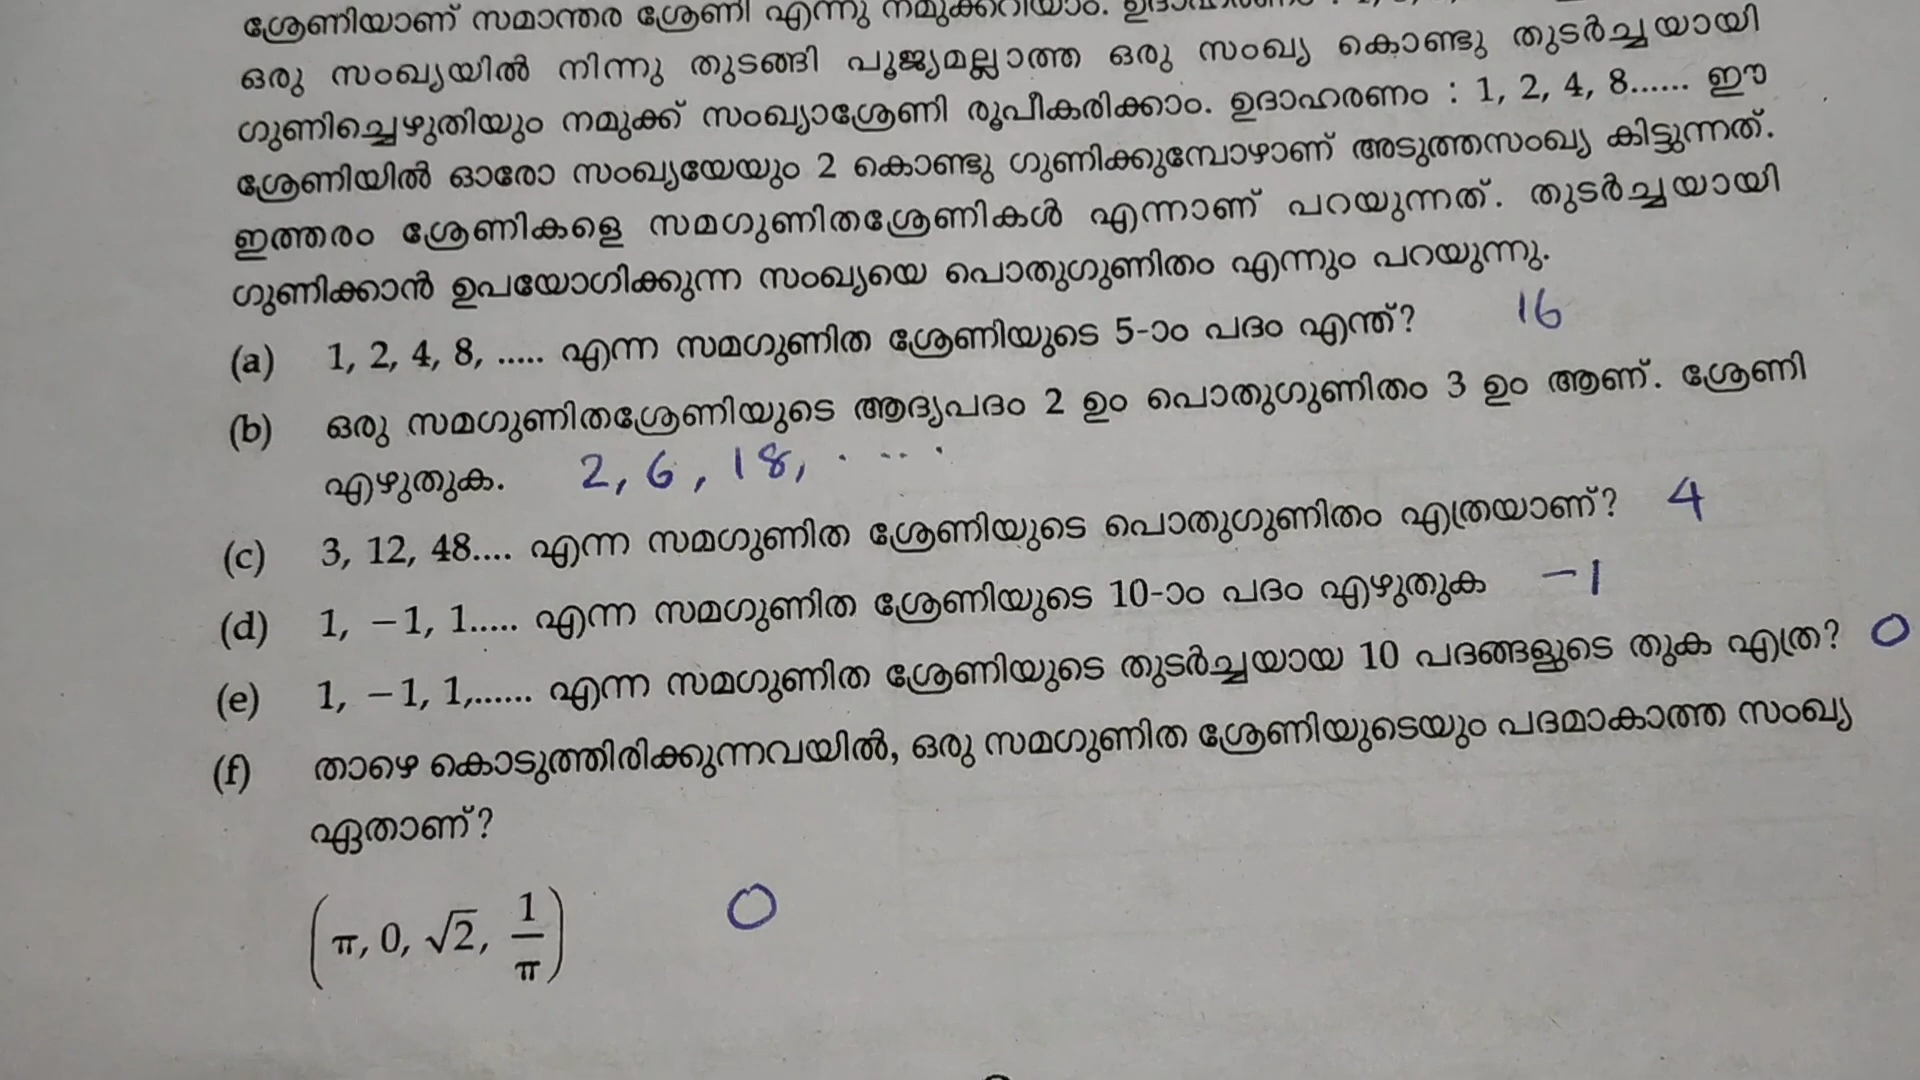 ശ്രേണിയാണ് സമാന്തര ശ്രേണി എന്നു നമുക്കറിയാം. ഉദാഹരണം :
ഒരു സംഖ്യയിൽ നിന്നു തുടങ്ങി പൂജ്യമല്ലാത്ത ഒരു സംഖ്യ കൊണ്ടു തുടർച്ചയായി
ഗുണിച്ചെഴുതിയും നമുക്ക് സംഖ്യാശ്രേണി രൂപീകരിക്കാം. ഉദാഹരണം : 1, 2, 4, 8...... ഈ
ശ്രേണിയിൽ ഓരോ സംഖ്യയേയും 2 കൊണ്ടു ഗുണിക്കുമ്പോഴാണ് അടുത്തസംഖ്യ കിട്ടുന്നത്.
ഇത്തരം ശ്രേണികളെ സമഗുണിതശ്രേണികൾ എന്നാണ് പറയുന്നത്. തുടർച്ചയായി
ഗുണിക്കാൻ ഉപയോഗിക്കുന്ന സംഖ്യയെ പൊതുഗുണിതം എന്നും പറയുന്നു.
(a) 1, 2, 4, 8, ..... എന്ന സമഗുണിത ശ്രേണിയുടെ 5-ാം പദം എന്ത്? 16
(b) ഒരു സമഗുണിതശ്രേണിയുടെ ആദ്യപദം 2 ഉം പൊതുഗുണിതം 3 ഉം ആണ്. ശ്രേണി
എഴുതുക. 2, 6, 18, . ... .
(c) 3, 12, 48.... എന്ന സമഗുണിത ശ്രേണിയുടെ പൊതുഗുണിതം എത്രയാണ്? 4
(d) 1, −1, 1..... എന്ന സമഗുണിത ശ്രേണിയുടെ 10-ാം പദം എഴുതുക −1
(e) 1, −1, 1,...... എന്ന സമഗുണിത ശ്രേണിയുടെ തുടർച്ചയായ 10 പദങ്ങളുടെ തുക എത്ര? 0
(f) താഴെ കൊടുത്തിരിക്കുന്നവയിൽ, ഒരു സമഗുണിത ശ്രേണിയുടെയും പദമാകാത്ത സംഖ്യ
ഏതാണ്?
(π, 0, √2, 1/π) 0